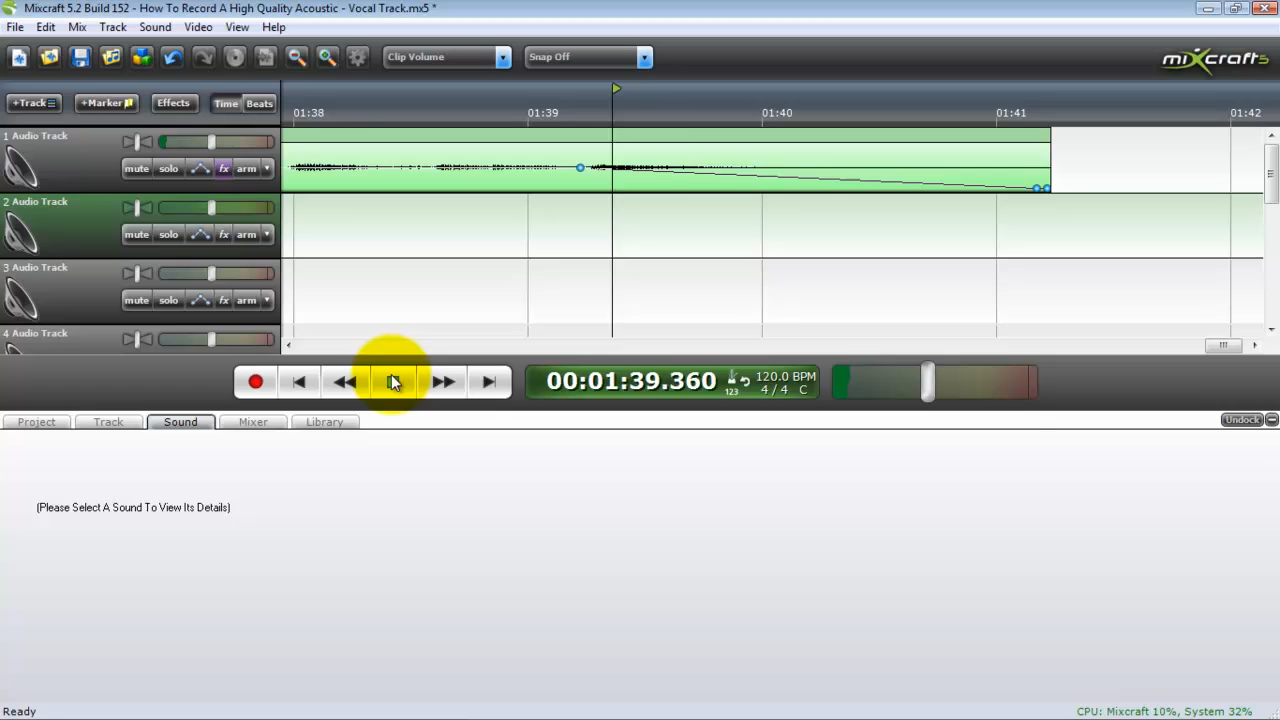 Mixcraft 5.2 Build 152 - How To Record A High Quality Acoustic - Vocal Track.mx5 *
File Edit Mix Track Sound Video View Help
Clip Volume Snap Off mixcraft5
+Track +Marker Effects Time Beats 01:38 01:39 01:40 01:41 01:42
1 Audio Track
mute solo fx arm
2 Audio Track
mute solo fx arm
3 Audio Track
mute solo fx arm
4 Audio Track
00:01:39.360 123 120.0 BPM
4 / 4 C
Project Track Sound Mixer Library Undock
(Please Select A Sound To View Its Details)
Ready CPU: Mixcraft 10%, System 32%